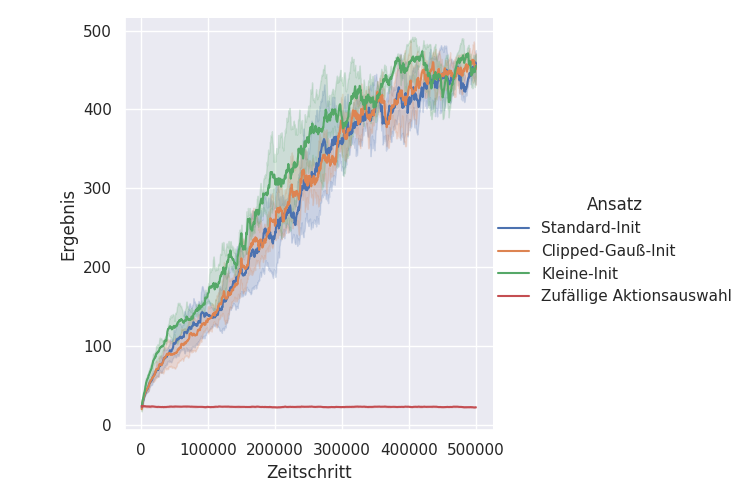 500
400
300
200
100
0
Ergebnis
0 100000 200000 300000 400000 500000
Zeitschritt
Ansatz
Standard-Init
Clipped-Gauß-Init
Kleine-Init
Zufällige Aktionsauswahl